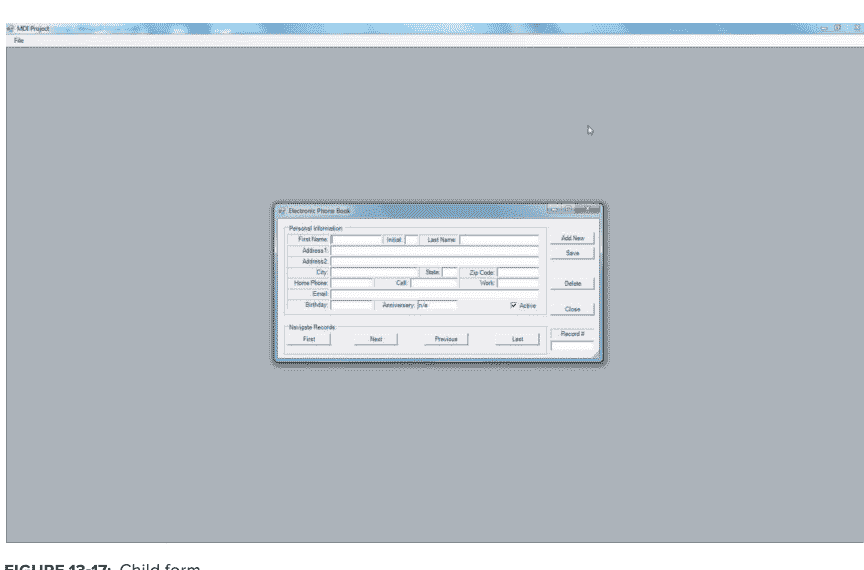 MDI Project
File
Electronic Phone Book
Personal Information
First Name: Initial: Last Name: Add New
Address1: Save
Address2:
City: State: Zip Code:
Home Phone: Cell: Work: Delete
Email:
Birthday: Anniversary: n/a Active Close
Navigate Records
First Next Previous Last Record #
FIGURE 13-17: Child form